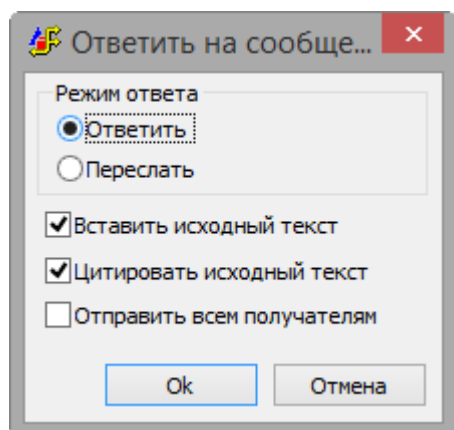 Ответить на сообще...
Режим ответа
Ответить
Переслать
Вставить исходный текст
Цитировать исходный текст
Отправить всем получателям
Ok Отмена